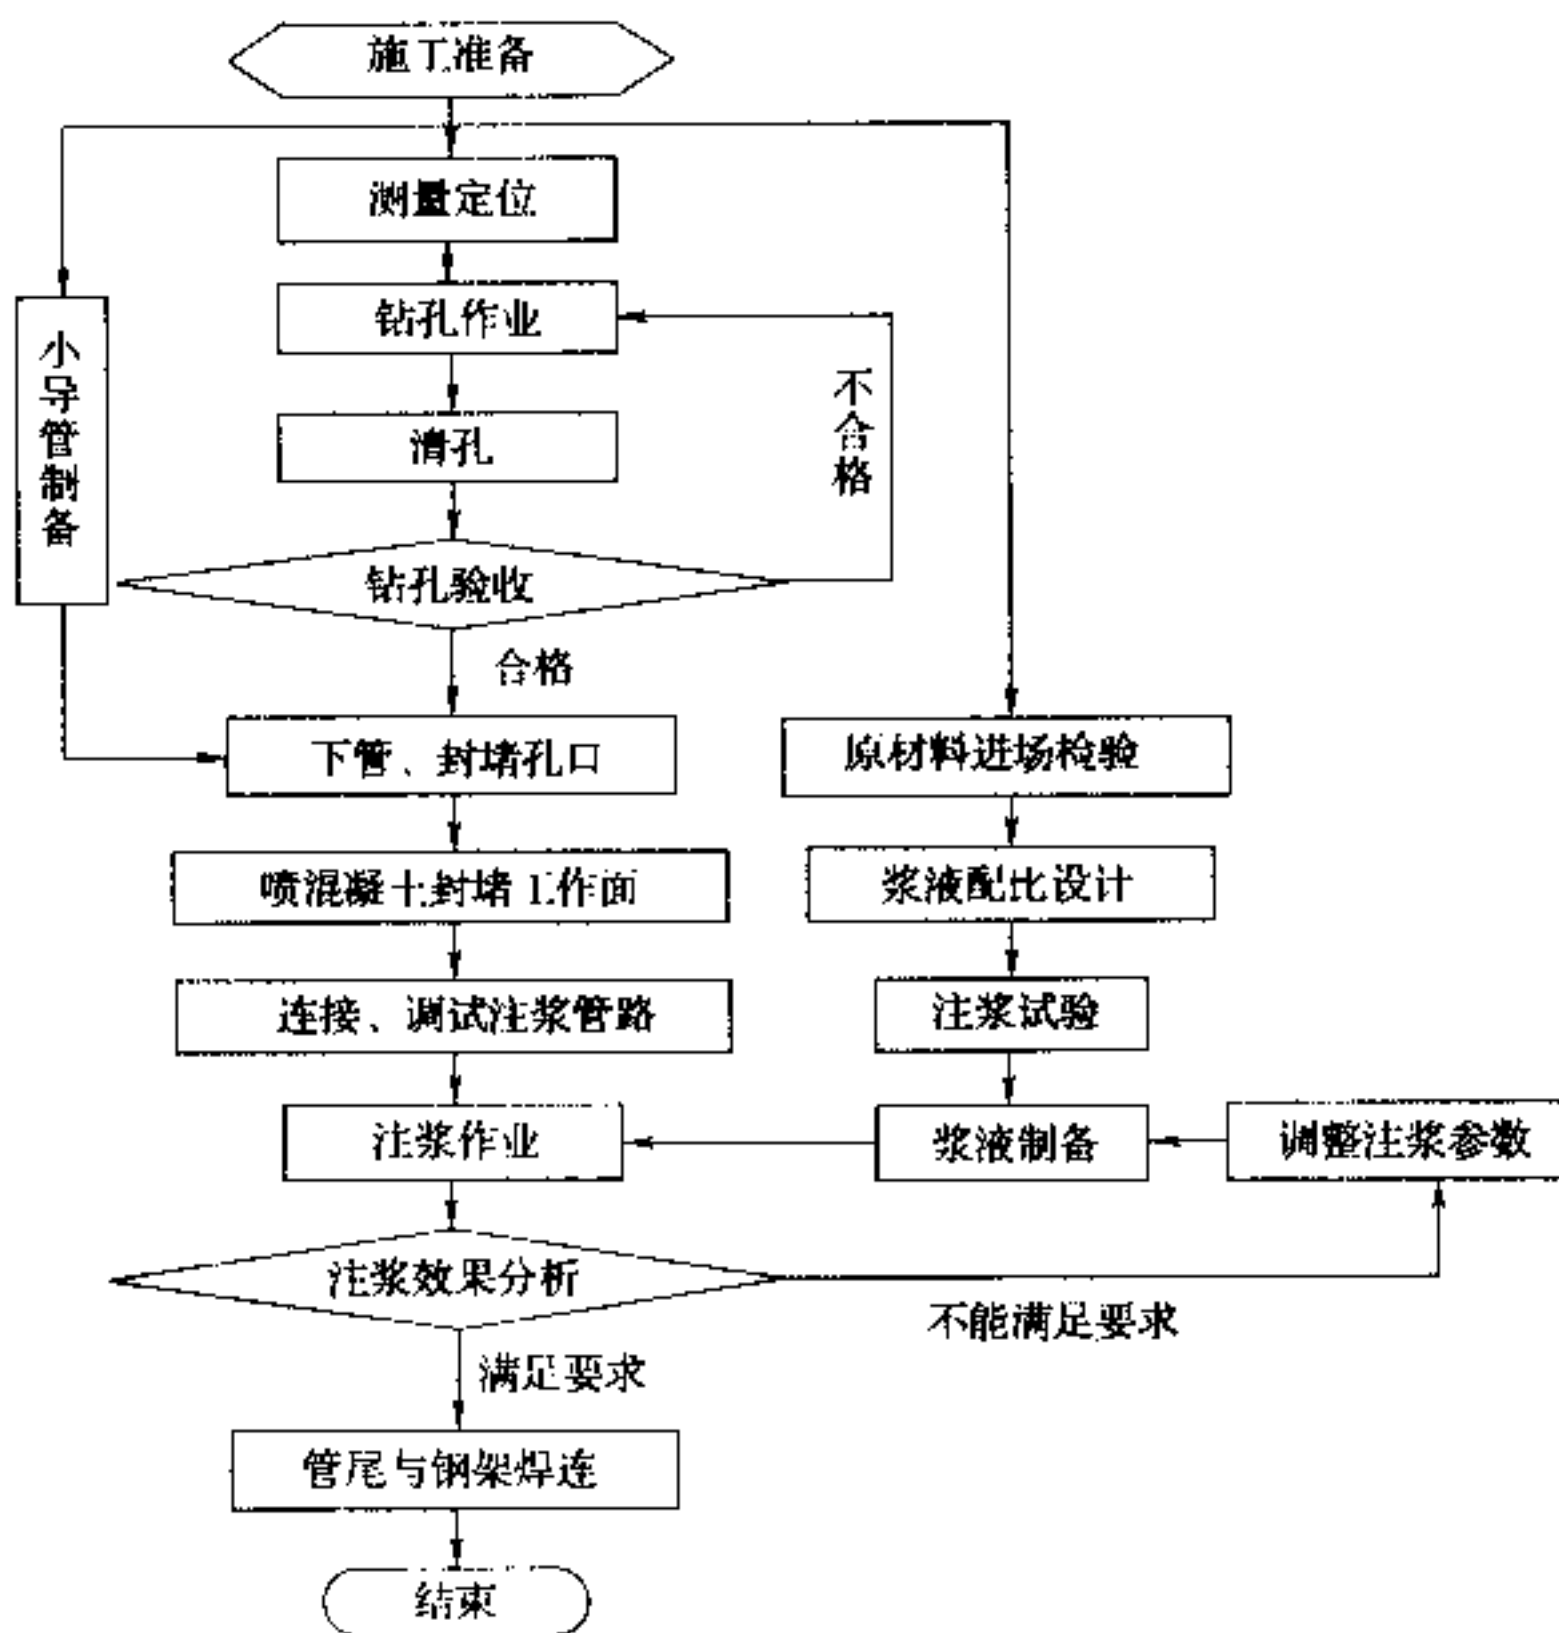 施工准备
测量定位
钻孔作业
小导管制备
不合格
清孔
钻孔验收
合格
下管、封堵孔口
原材料进场检验
喷混凝土封堵工作面
浆液配比设计
连接、调试注浆管路
注浆试验
注浆作业
浆液制备
调整注浆参数
注浆效果分析
不能满足要求
满足要求
管尾与钢架焊连
结束